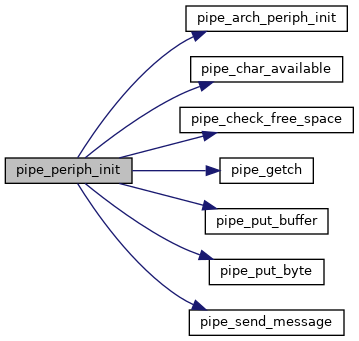 pipe_arch_periph_init
pipe_char_available
pipe_check_free_space
pipe_periph_init
pipe_getch
pipe_put_buffer
pipe_put_byte
pipe_send_message